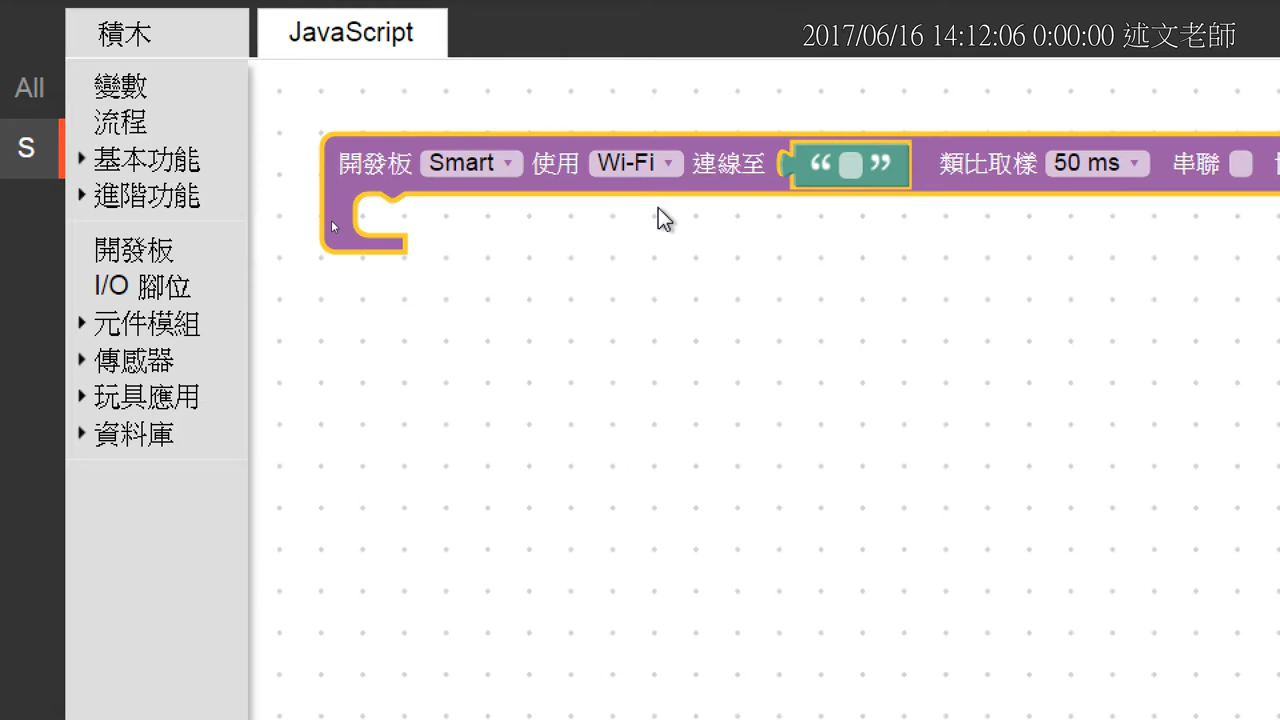 積木
JavaScript
2017/06/16 14:12:06 0:00:00 述文老師
All
S
變數
流程
基本功能
進階功能
開發板
I/O 腳位
元件模組
傳感器
玩具應用
資料庫
開發板 Smart 使用 Wi-Fi 連線至 “ ” 類比取樣 50 ms 串聯